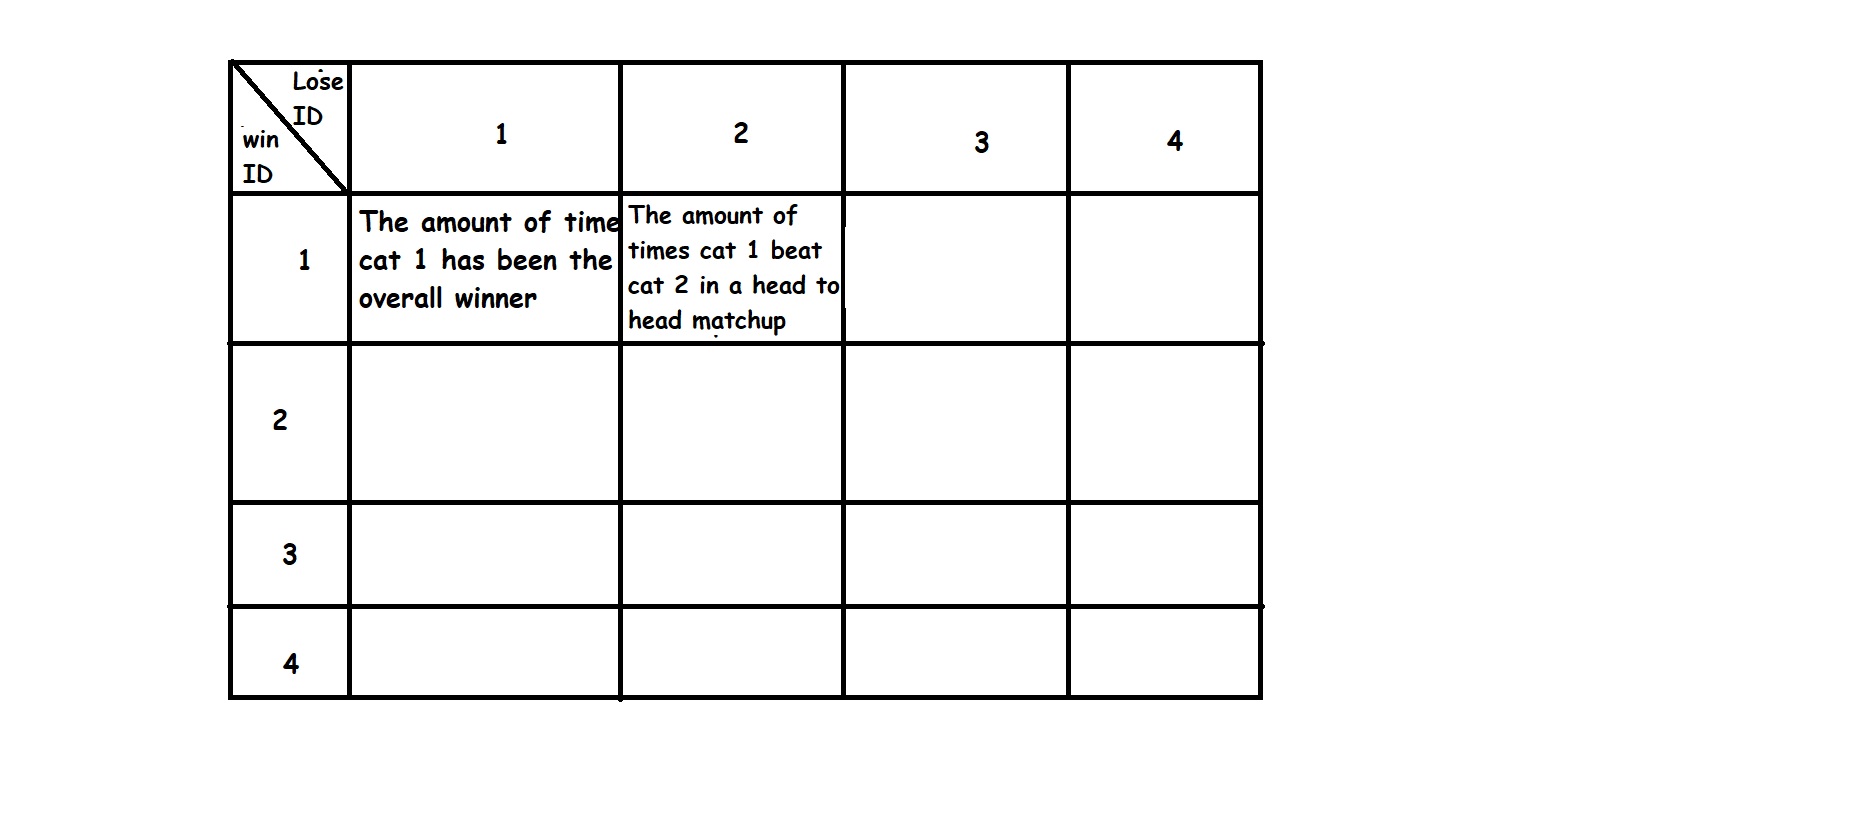 Lose
ID
win
ID
1
2
3
4
1
The amount of time
cat 1 has been the
overall winner
The amount of
times cat 1 beat
cat 2 in a head to
head matchup
2
3
4